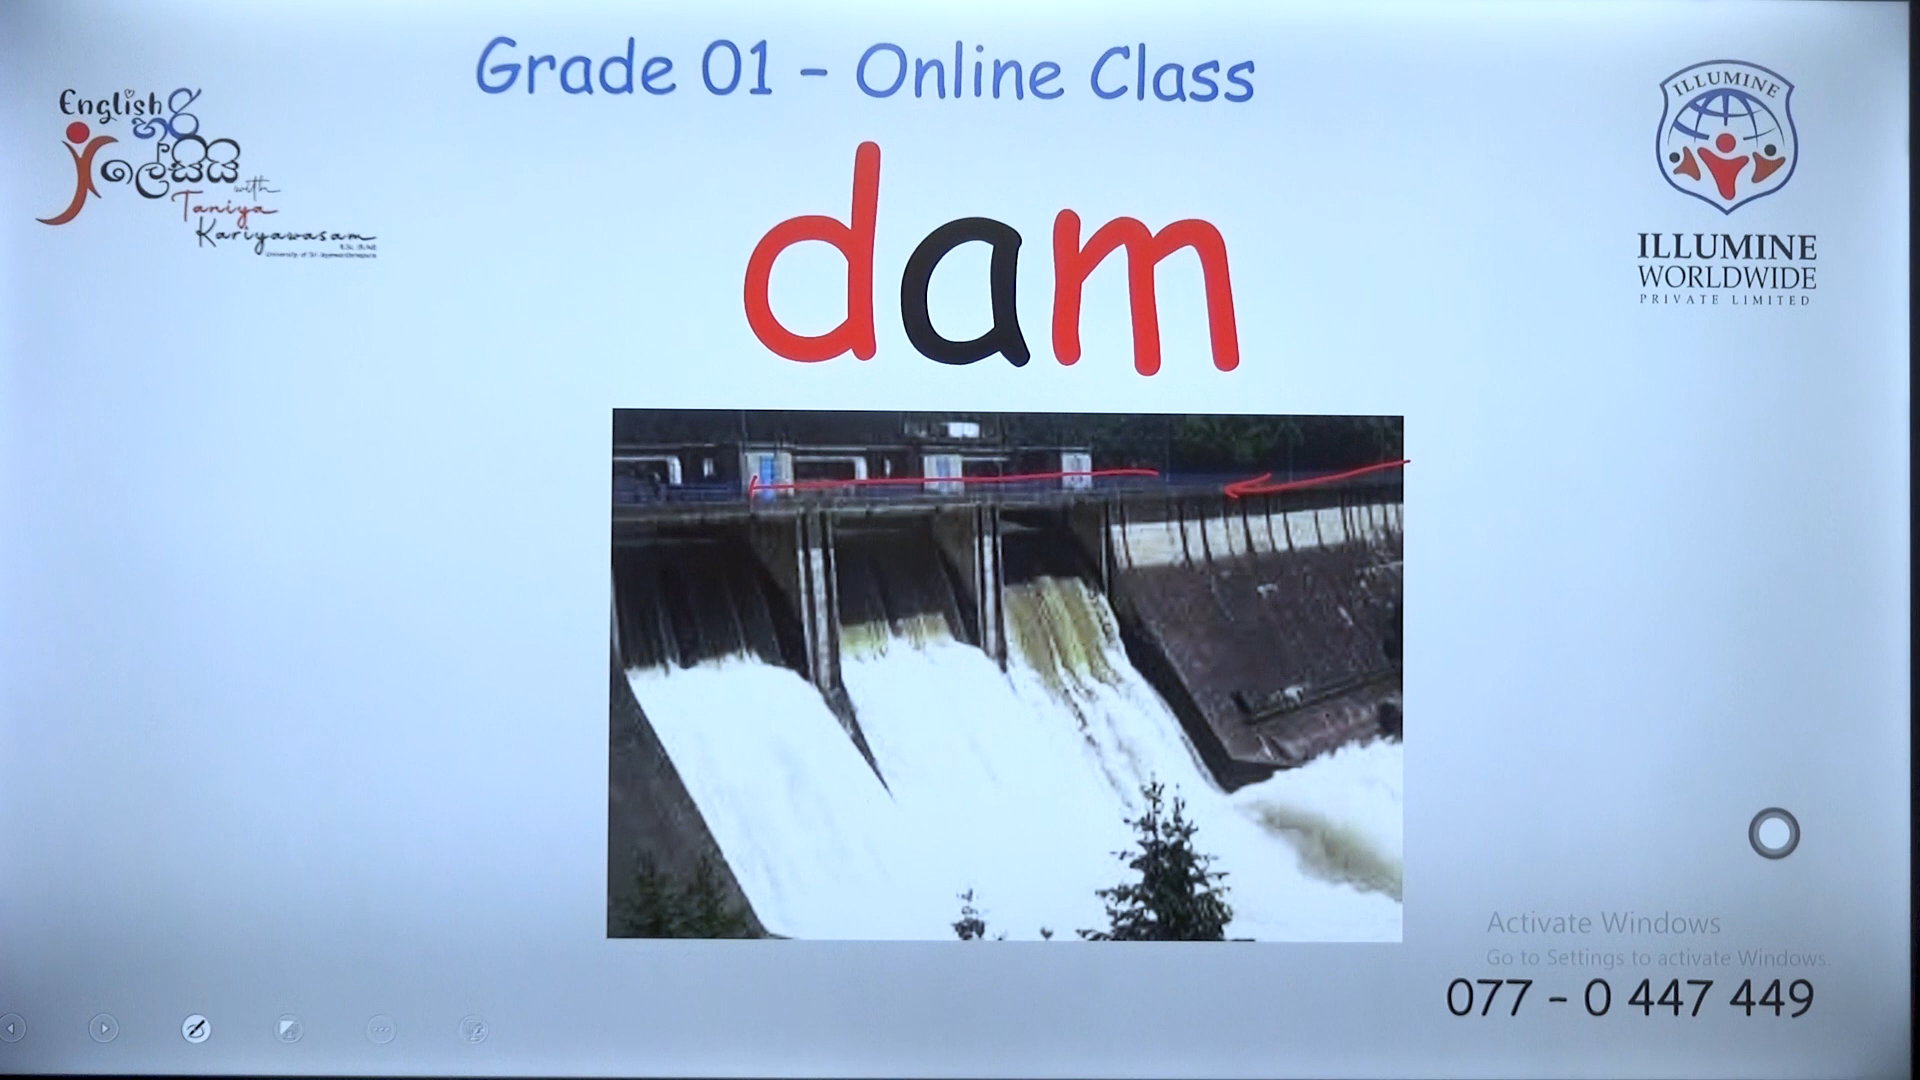 Grade 01 - Online Class
English හරි
ලේසියි
with
Taniya
Kariyawasam
ILLUMINE
ILLUMINE
WORLDWIDE
PRIVATE LIMITED
dam
Activate Windows
Go to Settings to activate Windows.
077 - 0 447 449